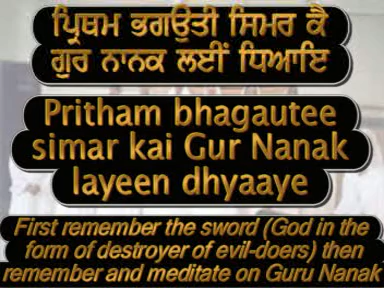 ਪ੍ਰਿਥਮ ਭਗਉਤੀ ਸਿਮਰ ਕੈ
ਗੁਰ ਨਾਨਕ ਲਈਂ ਧਿਆਇ
Pritham bhagautee
simar kai Gur Nanak
layeen dhyaaye
First remember the sword (God in the
form of destroyer of evil-doers) then
remember and meditate on Guru Nanak